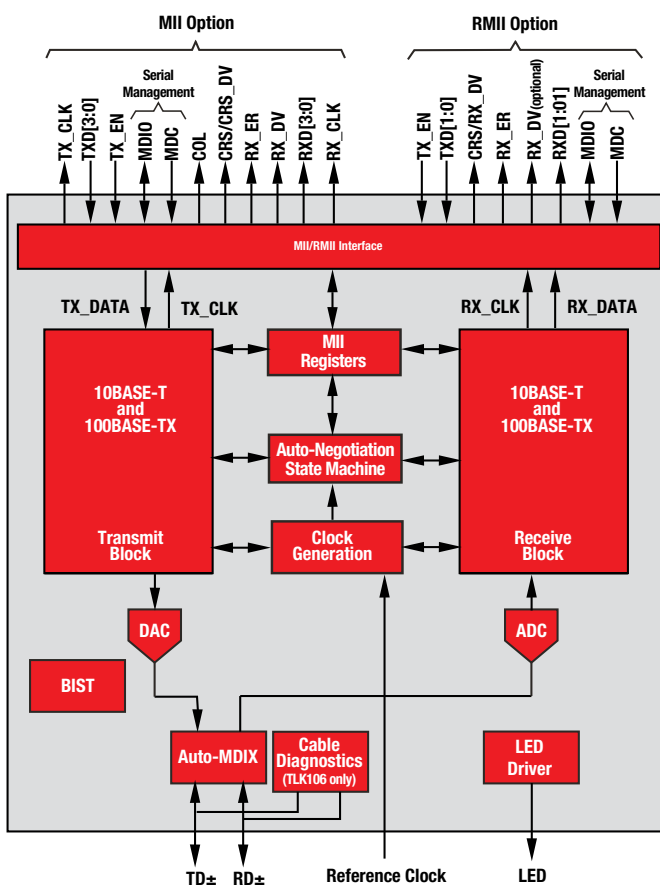 MII Option
RMII Option
Serial
Management
Serial
Management
TX_CLK
TXD[3:0]
TX_EN
MDIO
MDC
COL
CRS/CRS_DV
RX_ER
RX_DV
RXD[3:0]
RX_CLK
TX_EN
TXD[1:0]
CRS/RX_DV
RX_ER
RX_DV(optional)
RXD[1:01]
MDIO
MDC
MII/RMII Interface
TX_DATA
TX_CLK
RX_CLK
RX_DATA
10BASE-T
and
100BASE-TX
Transmit
Block
MII
Registers
Auto-Negotiation
State Machine
Clock
Generation
10BASE-T
and
100BASE-TX
Receive
Block
DAC
ADC
BIST
Auto-MDIX
Cable
Diagnostics
(TLK106 only)
LED
Driver
TD±
RD±
Reference Clock
LED